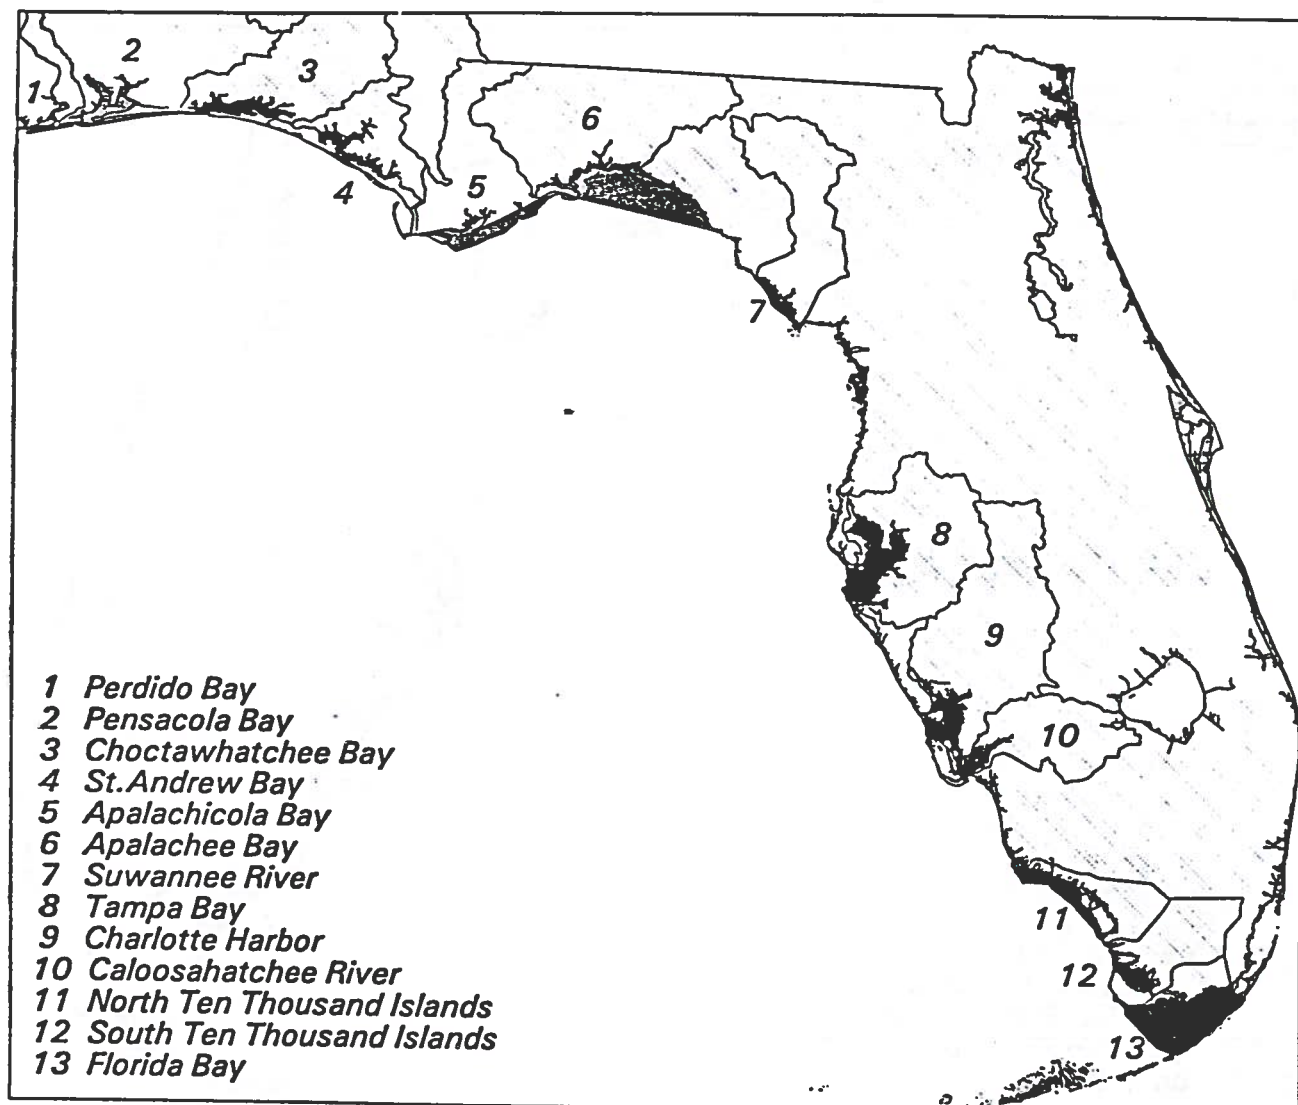 1
2
3
4
5
6
7
8
9
10
11
12
13
1 Perdido Bay
2 Pensacola Bay
3 Choctawhatchee Bay
4 St.Andrew Bay
5 Apalachicola Bay
6 Apalachee Bay
7 Suwannee River
8 Tampa Bay
9 Charlotte Harbor
10 Caloosahatchee River
11 North Ten Thousand Islands
12 South Ten Thousand Islands
13 Florida Bay